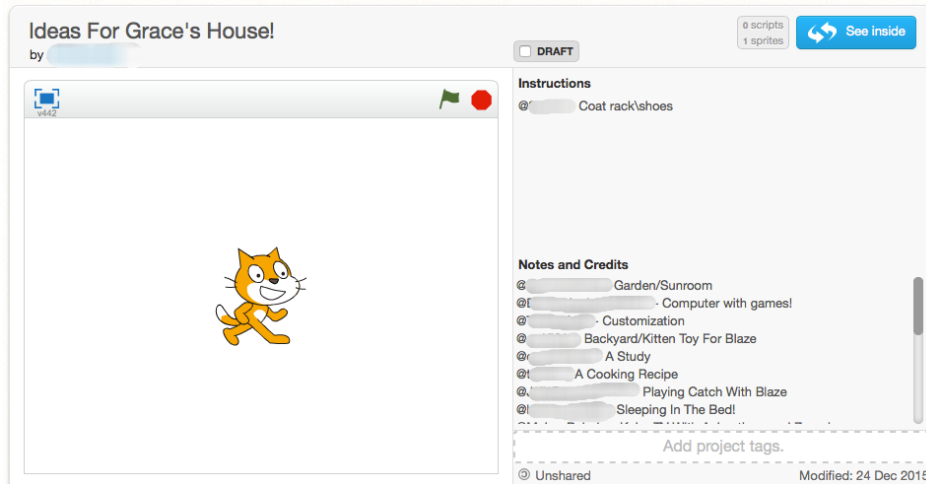 Ideas For Grace's House!
by
DRAFT
0 scripts
1 sprites
See inside
v442
Instructions
@ Coat rack\shoes
Notes and Credits
@ Garden/Sunroom
@ - Computer with games!
@ - Customization
@ Backyard/Kitten Toy For Blaze
@ A Study
@ A Cooking Recipe
@ Playing Catch With Blaze
@ Sleeping In The Bed!
Add project tags.
Unshared
Modified: 24 Dec 2015